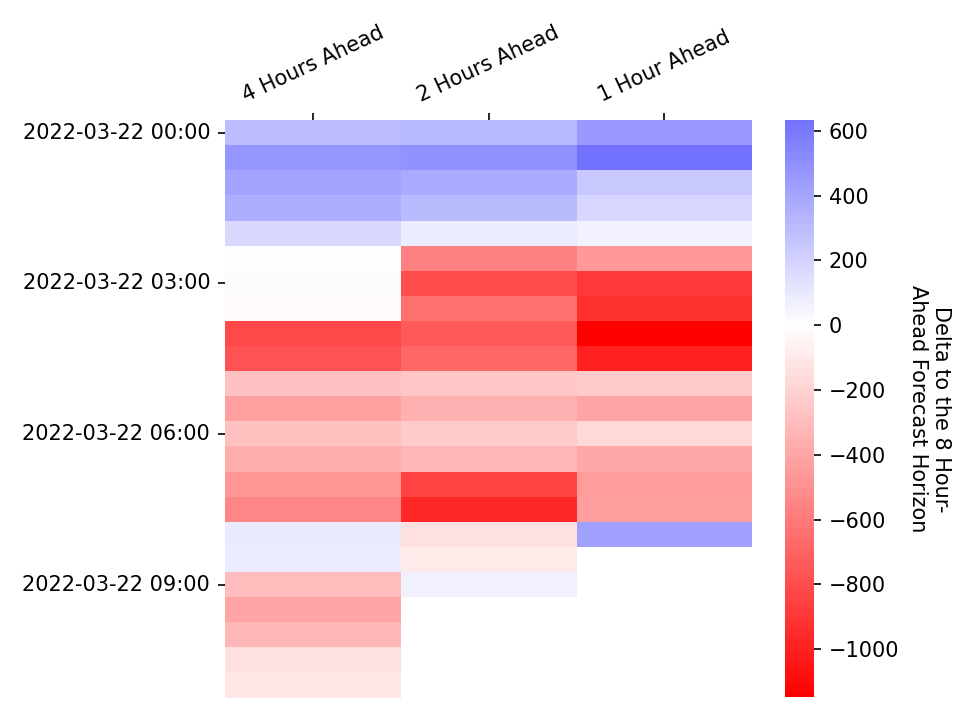 4 Hours Ahead
2 Hours Ahead
1 Hour Ahead
2022-03-22 00:00
2022-03-22 03:00
2022-03-22 06:00
2022-03-22 09:00
600
400
200
0
−200
−400
−600
−800
−1000
Delta to the 8 Hour-
Ahead Forecast Horizon